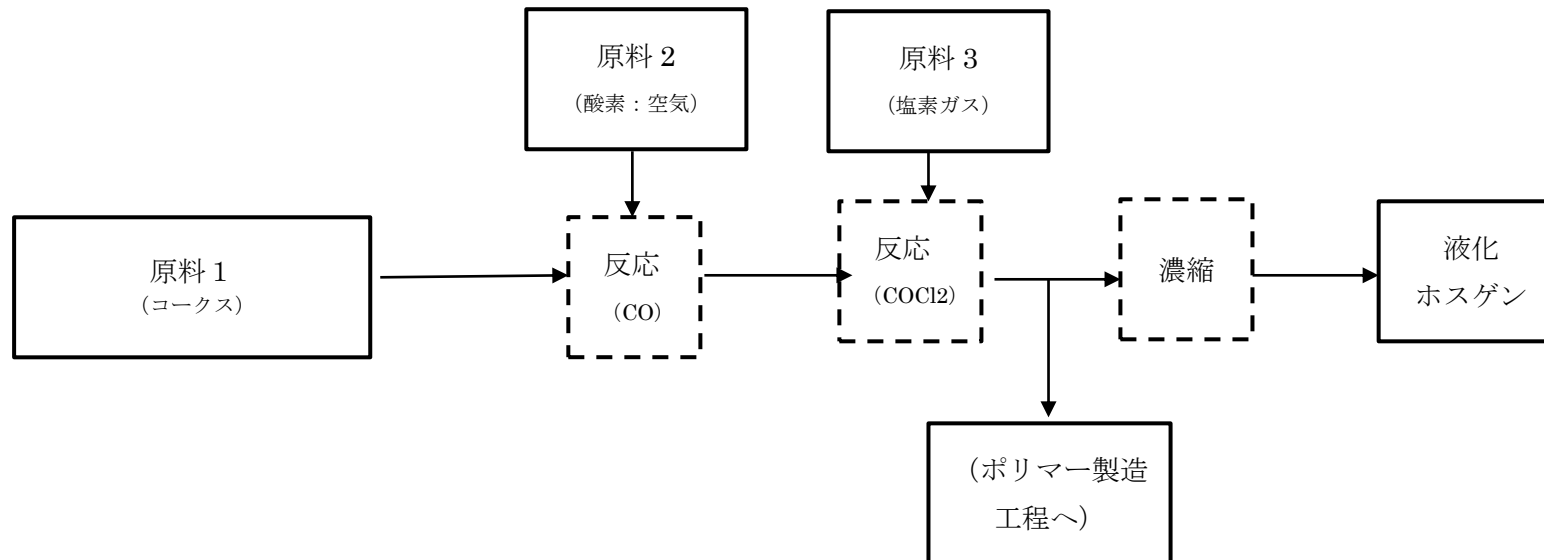 原料 2
（酸素：空気）
原料 3
（塩素ガス）
原料 1
（コークス）
反応
（CO）
反応
（COCl2）
濃縮
液化
ホスゲン
（ポリマー製造
工程へ）